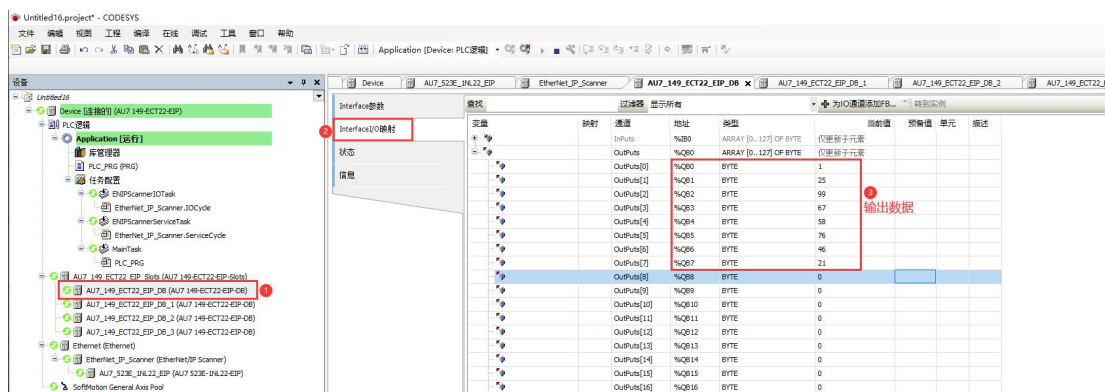 Untitled16.project* - CODESYS
文件 编辑 视图 工程 编译 在线 调试 工具 窗口 帮助
Application [Device: PLC逻辑]
设备
Untitled16
Device [连接的] (AU7 149-ECT22-EIP)
PLC逻辑
Application [运行]
库管理器
PLC_PRG (PRG)
任务配置
ENIPScannerIOTask
EtherNet_IP_Scanner.IOCycle
ENIPScannerServiceTask
EtherNet_IP_Scanner.ServiceCycle
MainTask
PLC_PRG
AU7_149_ECT22_EIP_Slots (AU7 149-ECT22-EIP-Slots)
AU7_149_ECT22_EIP_DB (AU7 149-ECT22-EIP-DB) 1
AU7_149_ECT22_EIP_DB_1 (AU7 149-ECT22-EIP-DB)
AU7_149_ECT22_EIP_DB_2 (AU7 149-ECT22-EIP-DB)
AU7_149_ECT22_EIP_DB_3 (AU7 149-ECT22-EIP-DB)
Ethernet (Ethernet)
EtherNet_IP_Scanner (EtherNet/IP Scanner)
AU7_523E_1NL22_EIP (AU7 523E-1NL22-EIP)
SoftMotion General Axis Pool
Device AU7_523E_1NL22_EIP EtherNet_IP_Scanner AU7_149_ECT22_EIP_DB AU7_149_ECT22_EIP_DB_1 AU7_149_ECT22_EIP_DB_2 AU7_149_ECT22_E
Interface参数
2 InterfaceI/O映射
状态
信息
查找 过滤器 显示所有 为IO通道添加FB... 转到实例
变量 映射 通道 地址 类型 当前值 预备值 单元 描述
InPuts %IB0 ARRAY [0..127] OF BYTE 仅更新子元素
OutPuts %QB0 ARRAY [0..127] OF BYTE 仅更新子元素
OutPuts[0] %QB0 BYTE 1
OutPuts[1] %QB1 BYTE 25
OutPuts[2] %QB2 BYTE 99 3
OutPuts[3] %QB3 BYTE 67 输出数据
OutPuts[4] %QB4 BYTE 58
OutPuts[5] %QB5 BYTE 76
OutPuts[6] %QB6 BYTE 46
OutPuts[7] %QB7 BYTE 21
OutPuts[8] %QB8 BYTE 0
OutPuts[9] %QB9 BYTE 0
OutPuts[10] %QB10 BYTE 0
OutPuts[11] %QB11 BYTE 0
OutPuts[12] %QB12 BYTE 0
OutPuts[13] %QB13 BYTE 0
OutPuts[14] %QB14 BYTE 0
OutPuts[15] %QB15 BYTE 0
OutPuts[16] %QB16 BYTE 0